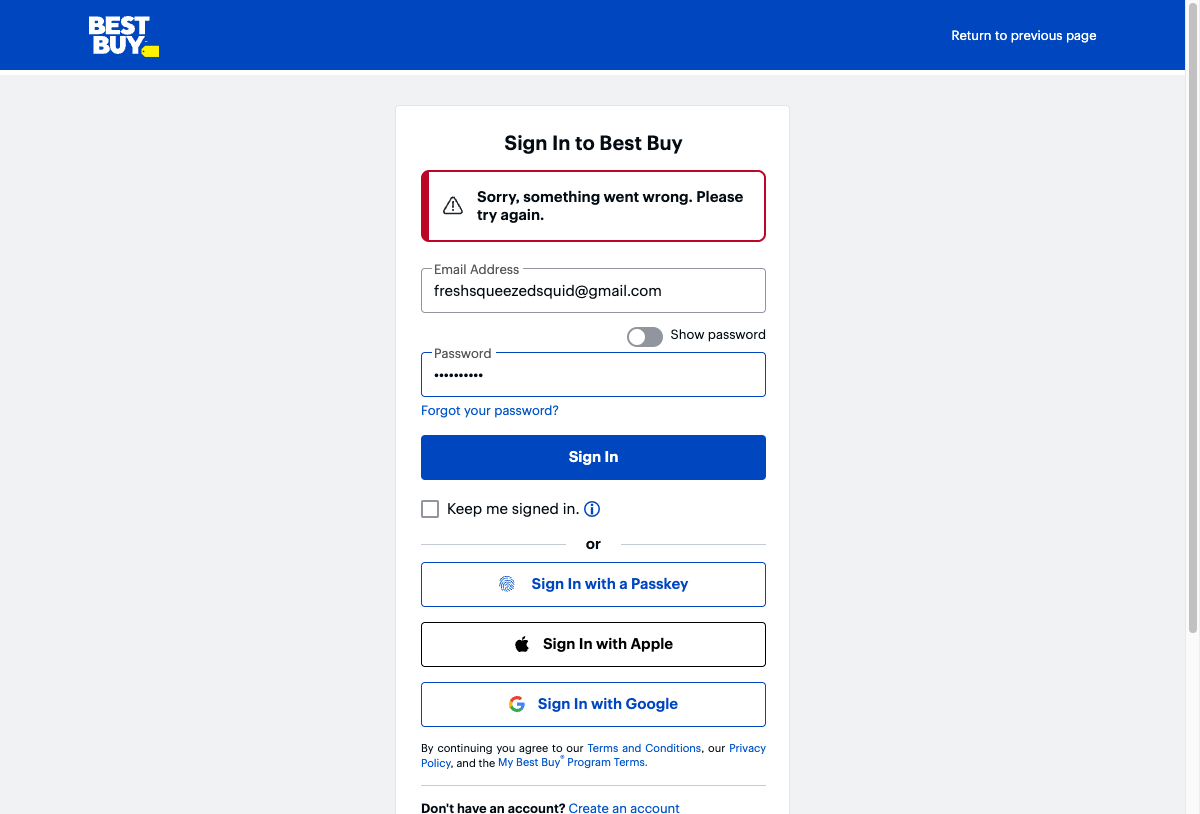 BEST
BUY
Return to previous page
Sign In to Best Buy
Sorry, something went wrong. Please
try again.
Email Address
freshsqueezedsquid@gmail.com
Show password
Password
••••••••••
Forgot your password?
Sign In
Keep me signed in.
or
Sign In with a Passkey
Sign In with Apple
Sign In with Google
By continuing you agree to our Terms and Conditions, our Privacy
Policy, and the My Best Buy® Program Terms.
Don't have an account? Create an account